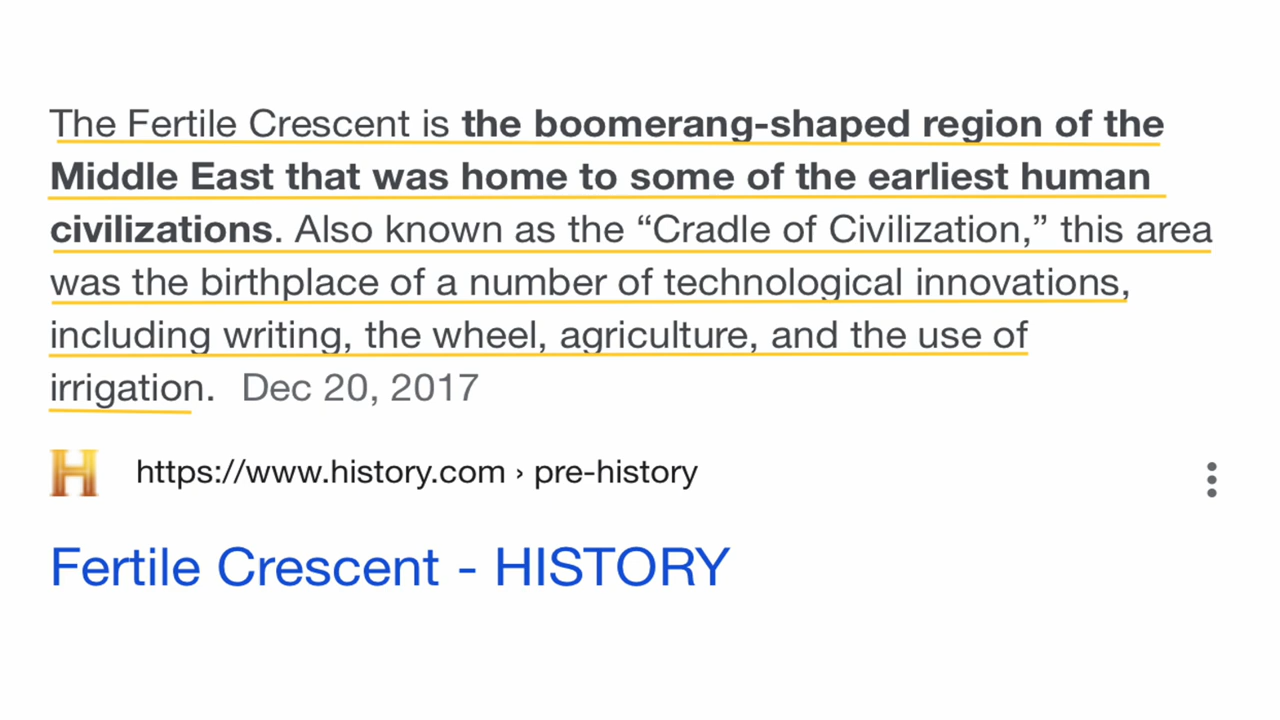 The Fertile Crescent is the boomerang-shaped region of the
Middle East that was home to some of the earliest human
civilizations. Also known as the “Cradle of Civilization,” this area
was the birthplace of a number of technological innovations,
including writing, the wheel, agriculture, and the use of
irrigation. Dec 20, 2017
H https://www.history.com › pre-history
Fertile Crescent - HISTORY